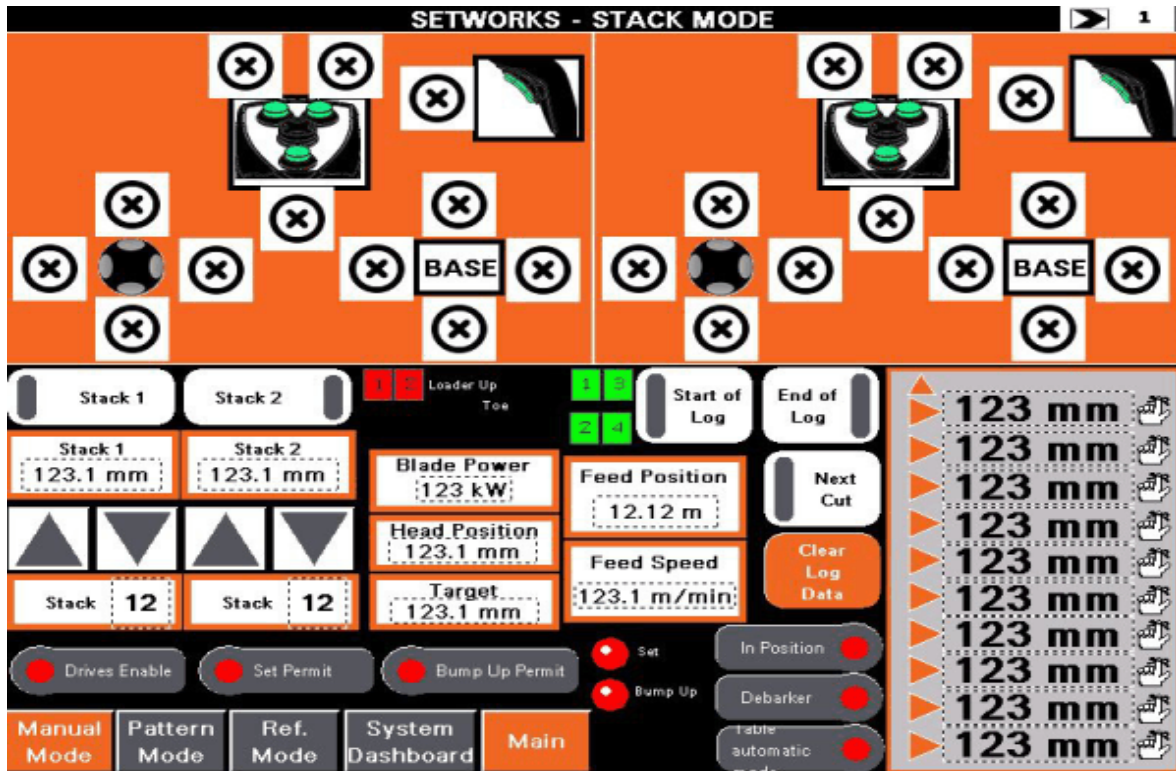 SETWORKS - STACK MODE
1
BASE
BASE
Stack 1
Stack 2
1 2 Loader Up
Toe
1 3
2 4
Start of
Log
End of
Log
Stack 1
123.1 mm
Stack 2
123.1 mm
Blade Power
123 kW
Feed Position
12.12 m
Next
Cut
Head Position
123.1 mm
Feed Speed
123.1 m/min
Clear
Log
Data
Target
123.1 mm
Stack 12
Stack 12
123 mm
123 mm
123 mm
123 mm
123 mm
123 mm
123 mm
123 mm
123 mm
123 mm
Drives Enable
Set Permit
Bump Up Permit
Set
Bump Up
In Position
Debarker
Table
automatic
mode
Manual
Mode
Pattern
Mode
Ref.
Mode
System
Dashboard
Main